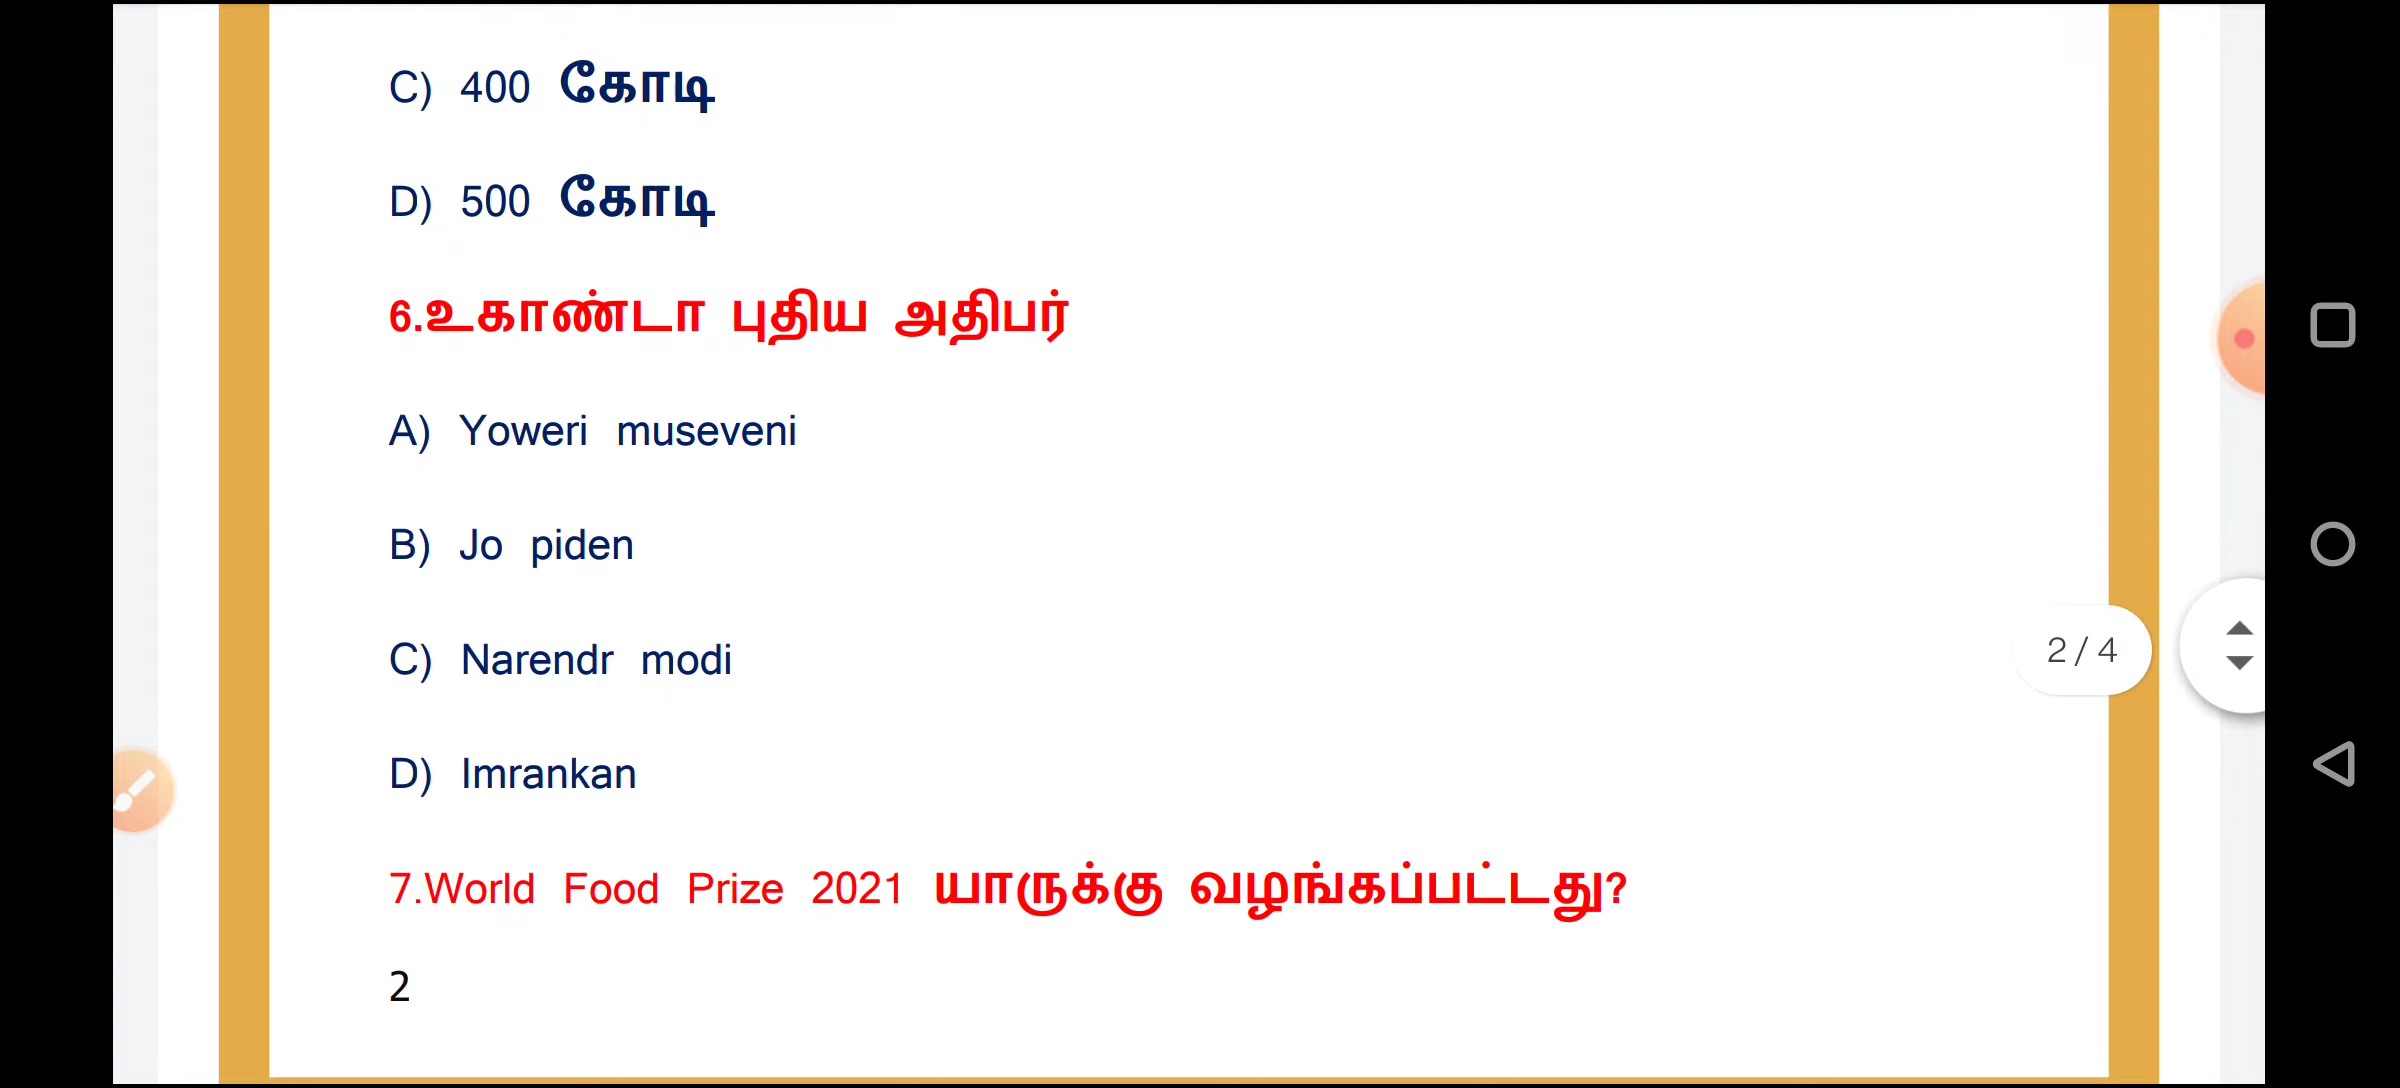 C) 400 கோடி
D) 500 கோடி
6.உகாண்டா புதிய அதிபர்
A) Yoweri museveni
B) Jo piden
C) Narendr modi
D) Imrankan
2 / 4
7.World Food Prize 2021 யாருக்கு வழங்கப்பட்டது?
2